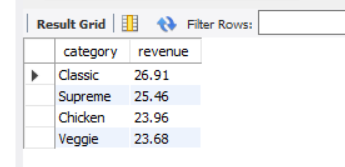 Result Grid Filter Rows:
category revenue
Classic 26.91
Supreme 25.46
Chicken 23.96
Veggie 23.68